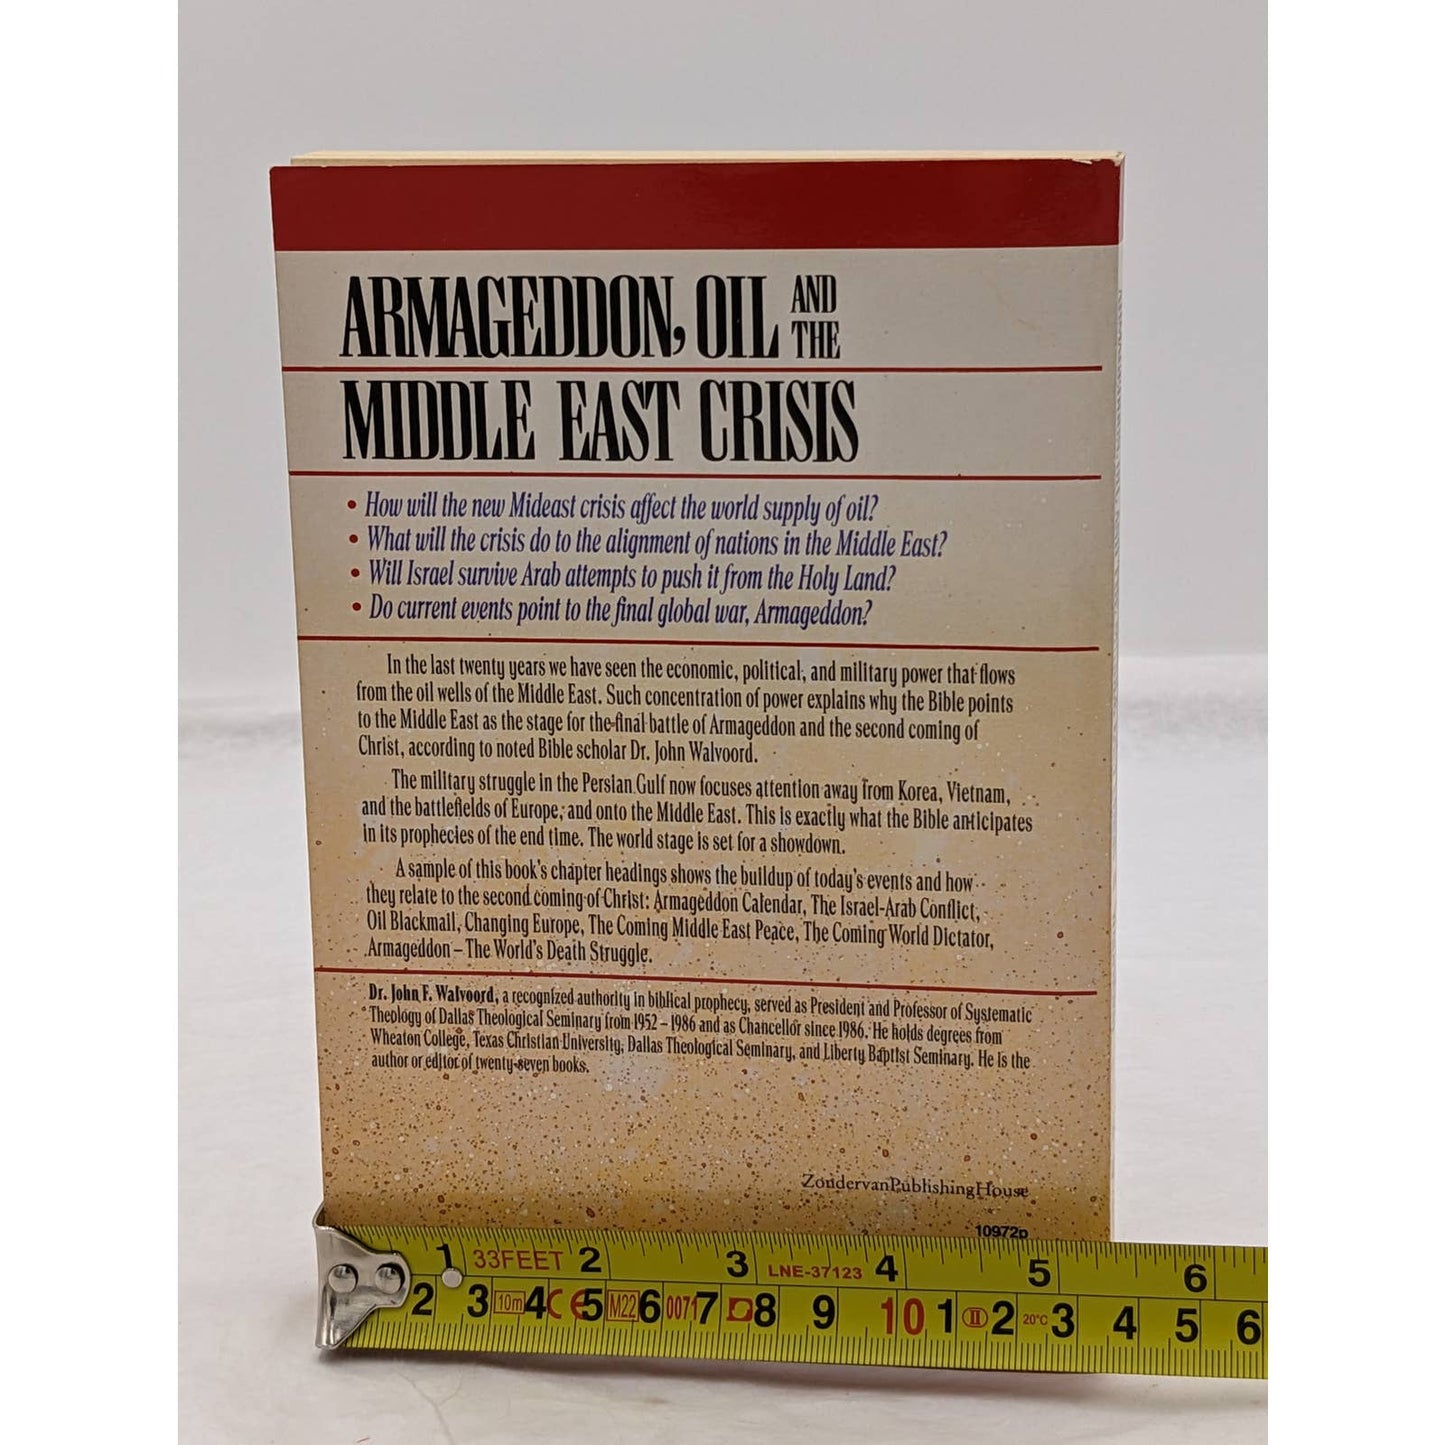 ARMAGEDDON, OIL AND THE
MIDDLE EAST CRISIS
• How will the new Mideast crisis affect the world supply of oil?
• What will the crisis do to the alignment of nations in the Middle East?
• Will Israel survive Arab attempts to push it from the Holy Land?
• Do current events point to the final global war, Armageddon?
In the last twenty years we have seen the economic, political, and military power that flows
from the oil wells of the Middle East. Such concentration of power explains why the Bible points
to the Middle East as the stage for the final battle of Armageddon and the second coming of
Christ, according to noted Bible scholar Dr. John Walvoord.
The military struggle in the Persian Gulf now focuses attention away from Korea, Vietnam,
and the battlefields of Europe, and onto the Middle East. This is exactly what the Bible anticipates
in its prophecies of the end time. The world stage is set for a showdown.
A sample of this book's chapter headings shows the buildup of today's events and how
they relate to the second coming of Christ: Armageddon Calendar, The Israel-Arab Conflict,
Oil Blackmail, Changing Europe, The Coming Middle East Peace, The Coming World Dictator,
Armageddon – The World's Death Struggle.
Dr. John F. Walvoord, a recognized authority in biblical prophecy, served as President and Professor of Systematic
Theology of Dallas Theological Seminary from 1952 – 1986 and as Chancellor since 1986. He holds degrees from
Wheaton College, Texas Christian University, Dallas Theological Seminary, and Liberty Baptist Seminary. He is the
author or editor of twenty-seven books.
ZondervanPublishingHouse
10972p
1 33FEET 2 3 LNE-37123 4 5 6
2 3 10m 4 CE 5 M22 6 0071 7 8 9 10 1 II 2 20°C 3 4 5 6